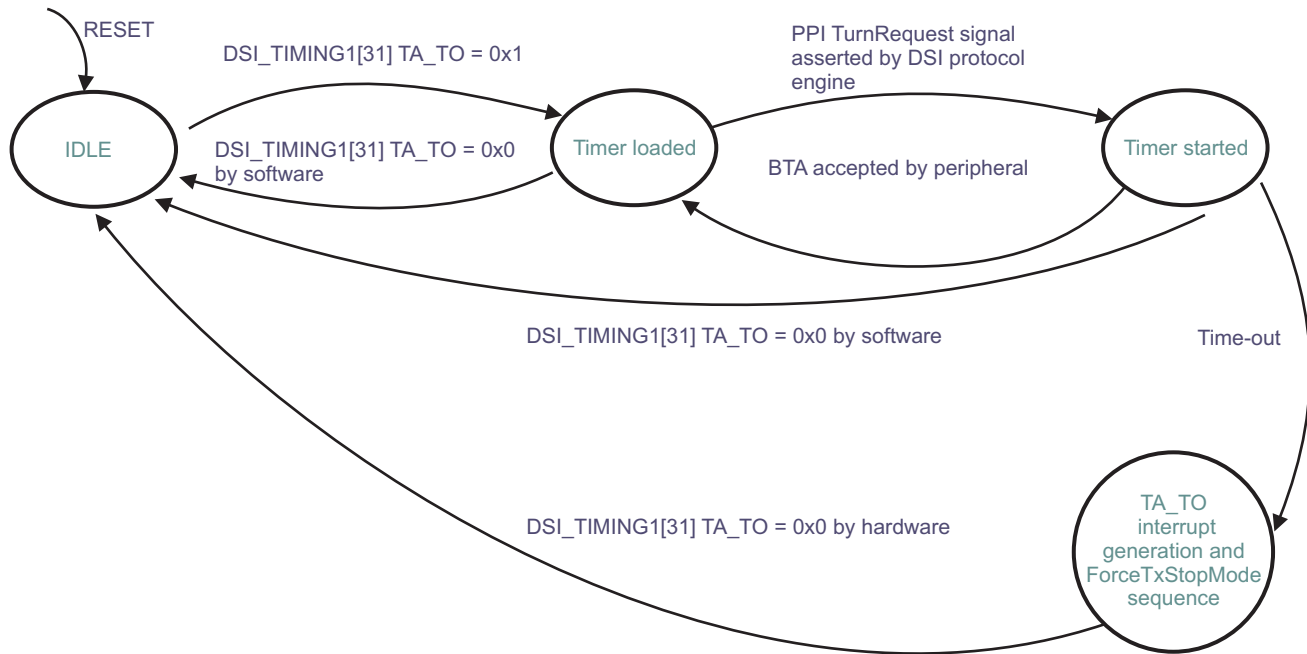 RESET
DSI_TIMING1[31] TA_TO = 0x1
PPI TurnRequest signal
asserted by DSI protocol
engine
IDLE
DSI_TIMING1[31] TA_TO = 0x0
by software
Timer loaded
BTA accepted by peripheral
Timer started
DSI_TIMING1[31] TA_TO = 0x0 by software
Time-out
DSI_TIMING1[31] TA_TO = 0x0 by hardware
TA_TO
interrupt
generation and
ForceTxStopMode
sequence